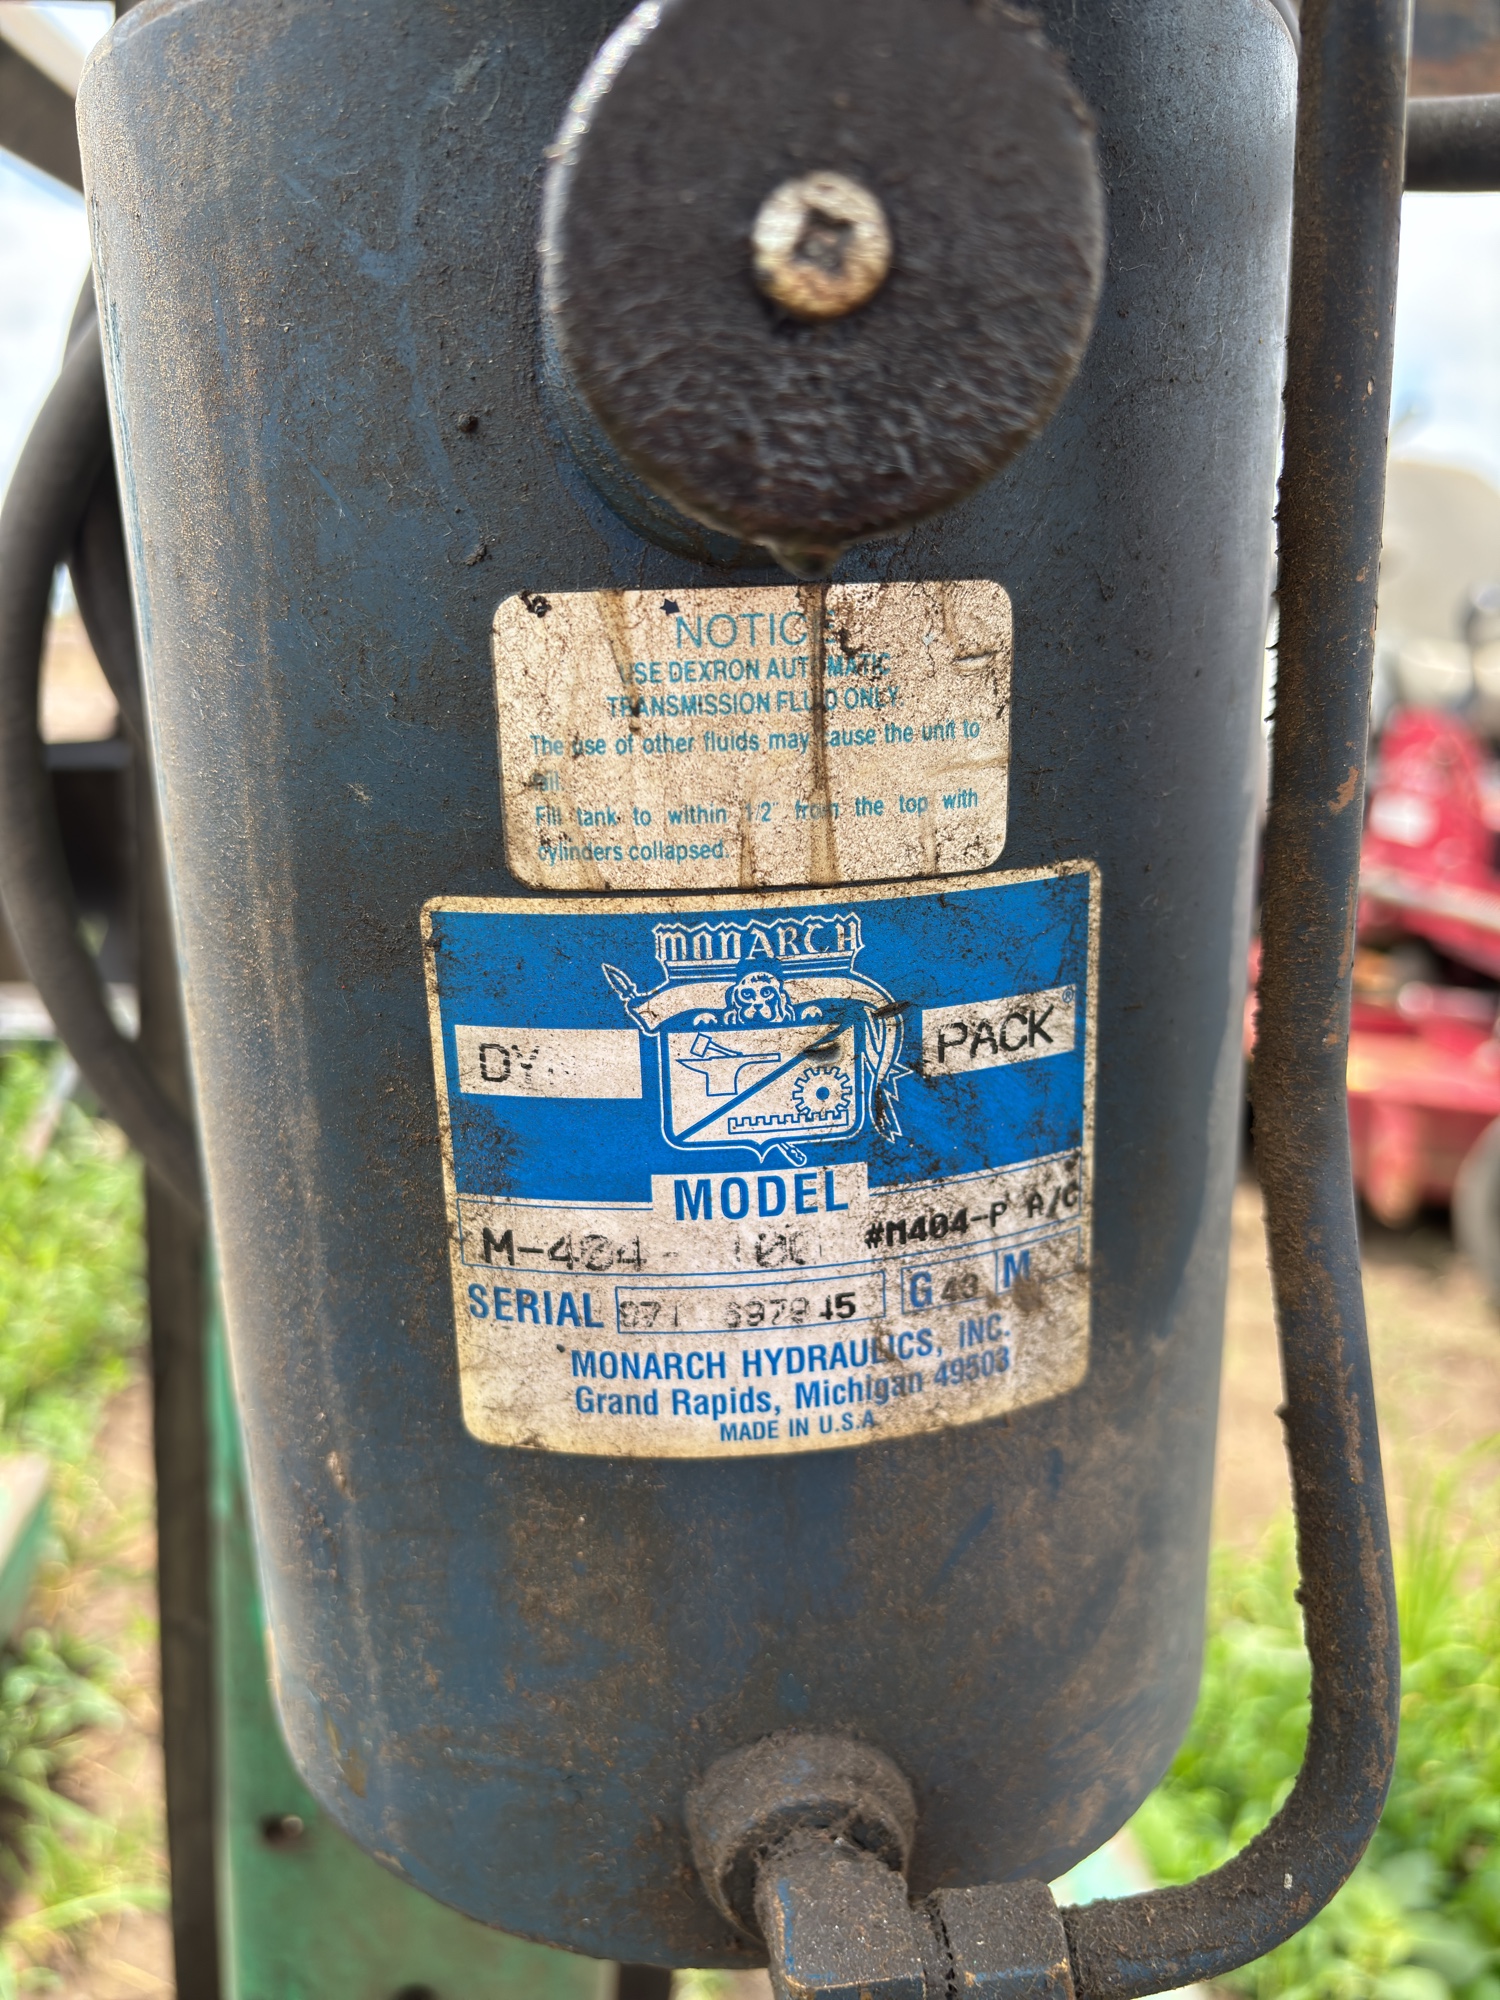 NOTICE
USE DEXRON AUTOMATIC
TRANSMISSION FLUID ONLY.
The use of other fluids may cause the unit to
fail.
Fill tank to within 1/2" from the top with
cylinders collapsed.
MONARCH
PACK®
MODEL
M-404- #M404-P A/C
SERIAL G M
MONARCH HYDRAULICS, INC.
Grand Rapids, Michigan 49503
MADE IN U.S.A.